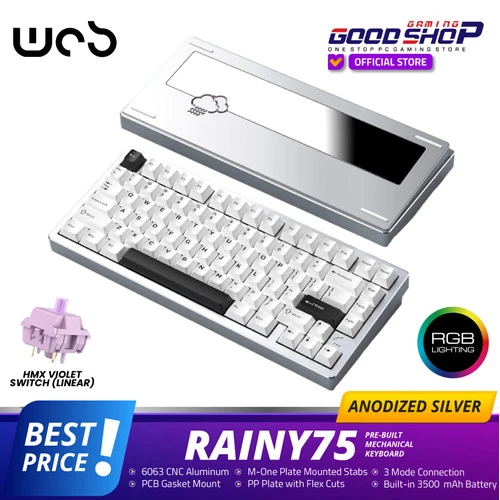 WOB
GAMING
GOOD SHOP
ONE STOP PC GAMING STORE
OFFICIAL STORE
HMX VIOLET
SWITCH (LINEAR)
RGB
LIGHTING
ANODIZED SILVER
BEST
PRICE!
RAINY75
PRE-BUILT
MECHANICAL
KEYBOARD
6063 CNC Aluminum
M-One Plate Mounted Stabs
3 Mode Connection
PCB Gasket Mount
PP Plate with Flex Cuts
Built-in 3500 mAh Battery